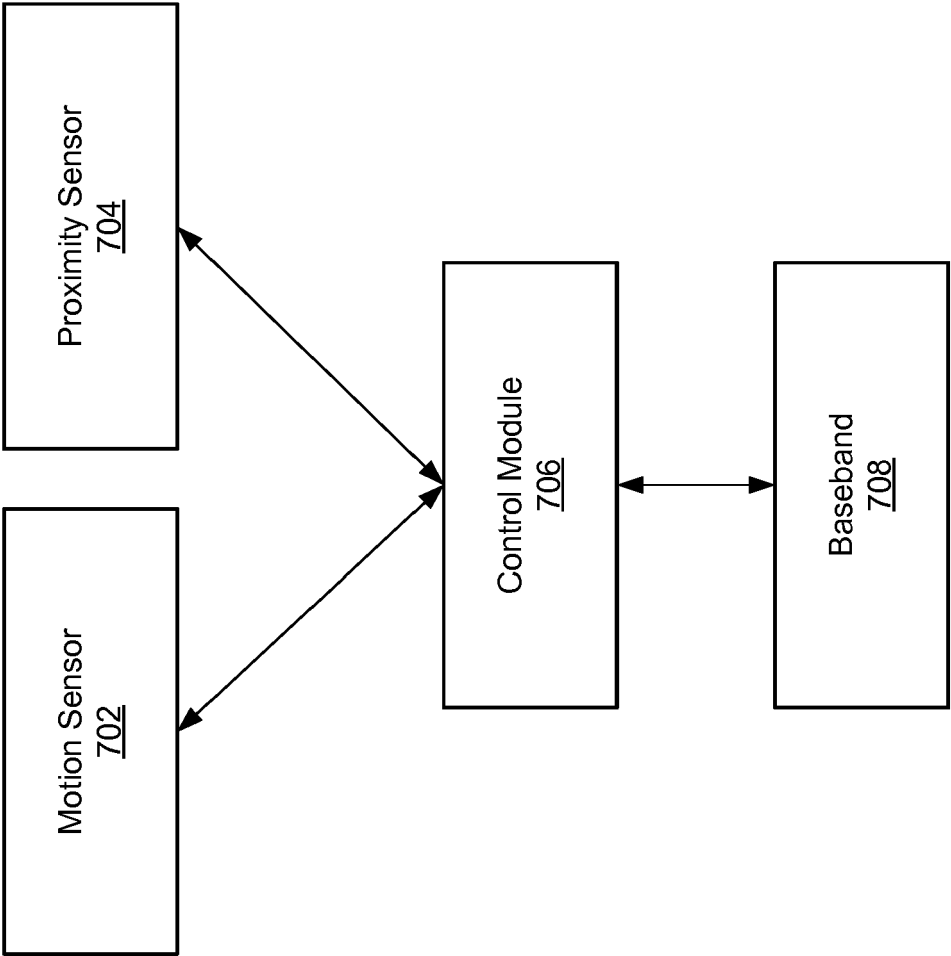 Motion Sensor
702
Proximity Sensor
704
Control Module
706
Baseband
708